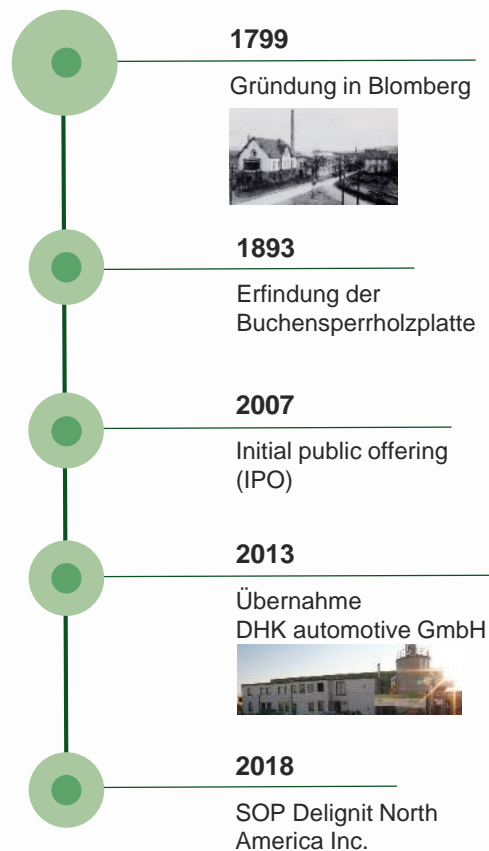 1799
Gründung in Blomberg
1893
Erfindung der
Buchensperrholzplatte
2007
Initial public offering
(IPO)
2013
Übernahme
DHK automotive GmbH
2018
SOP Delignit North
America Inc.